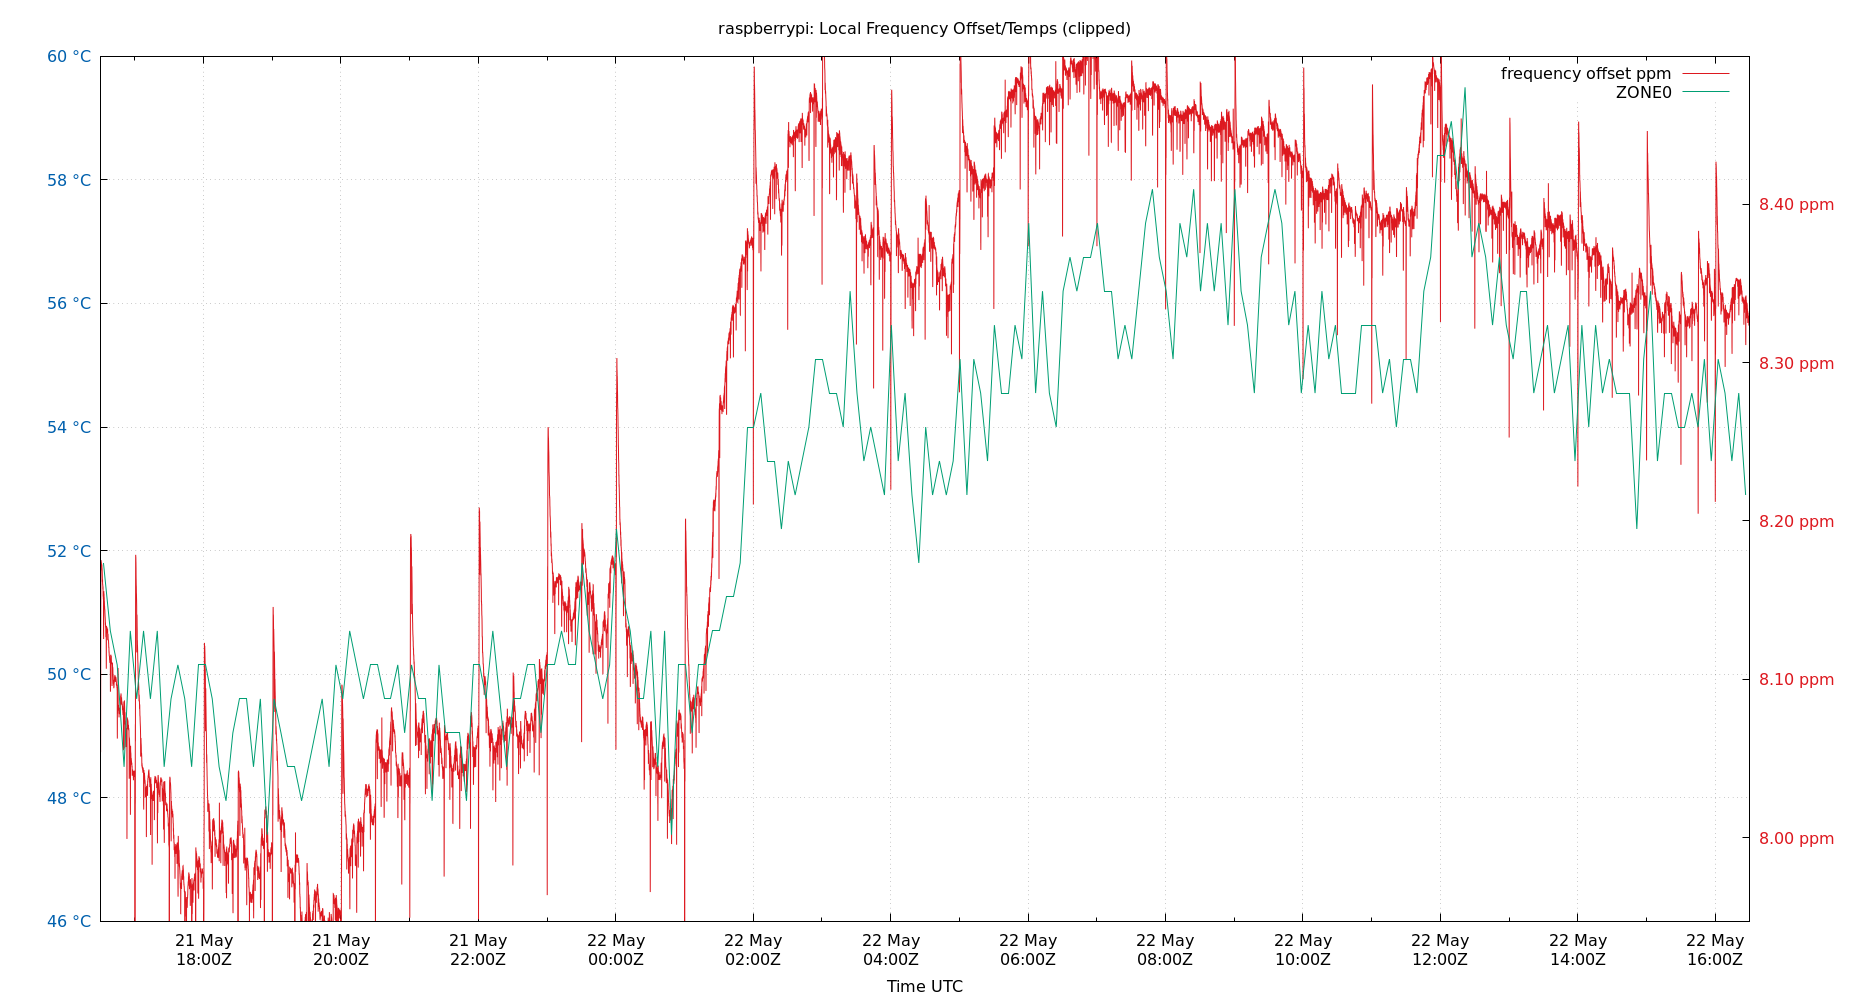 raspberrypi: Local Frequency Offset/Temps (clipped)
60 °C
58 °C
56 °C
54 °C
52 °C
50 °C
48 °C
46 °C
frequency offset ppm
ZONE0
8.40 ppm
8.30 ppm
8.20 ppm
8.10 ppm
8.00 ppm
21 May 21 May 21 May 22 May 22 May 22 May 22 May 22 May 22 May 22 May 22 May 22 May
18:00Z 20:00Z 22:00Z 00:00Z 02:00Z 04:00Z 06:00Z 08:00Z 10:00Z 12:00Z 14:00Z 16:00Z
Time UTC